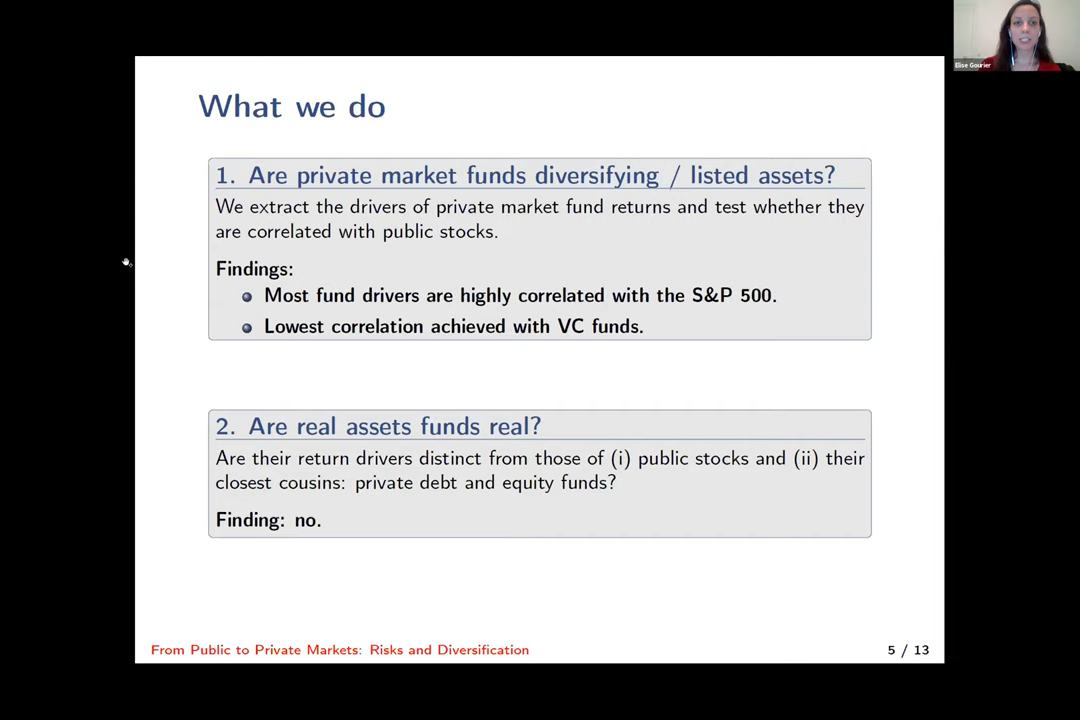 Elise Gourier
What we do
1. Are private market funds diversifying / listed assets?
We extract the drivers of private market fund returns and test whether they
are correlated with public stocks.
Findings:
Most fund drivers are highly correlated with the S&P 500.
Lowest correlation achieved with VC funds.
2. Are real assets funds real?
Are their return drivers distinct from those of (i) public stocks and (ii) their
closest cousins: private debt and equity funds?
Finding: no.
From Public to Private Markets: Risks and Diversification
5 / 13